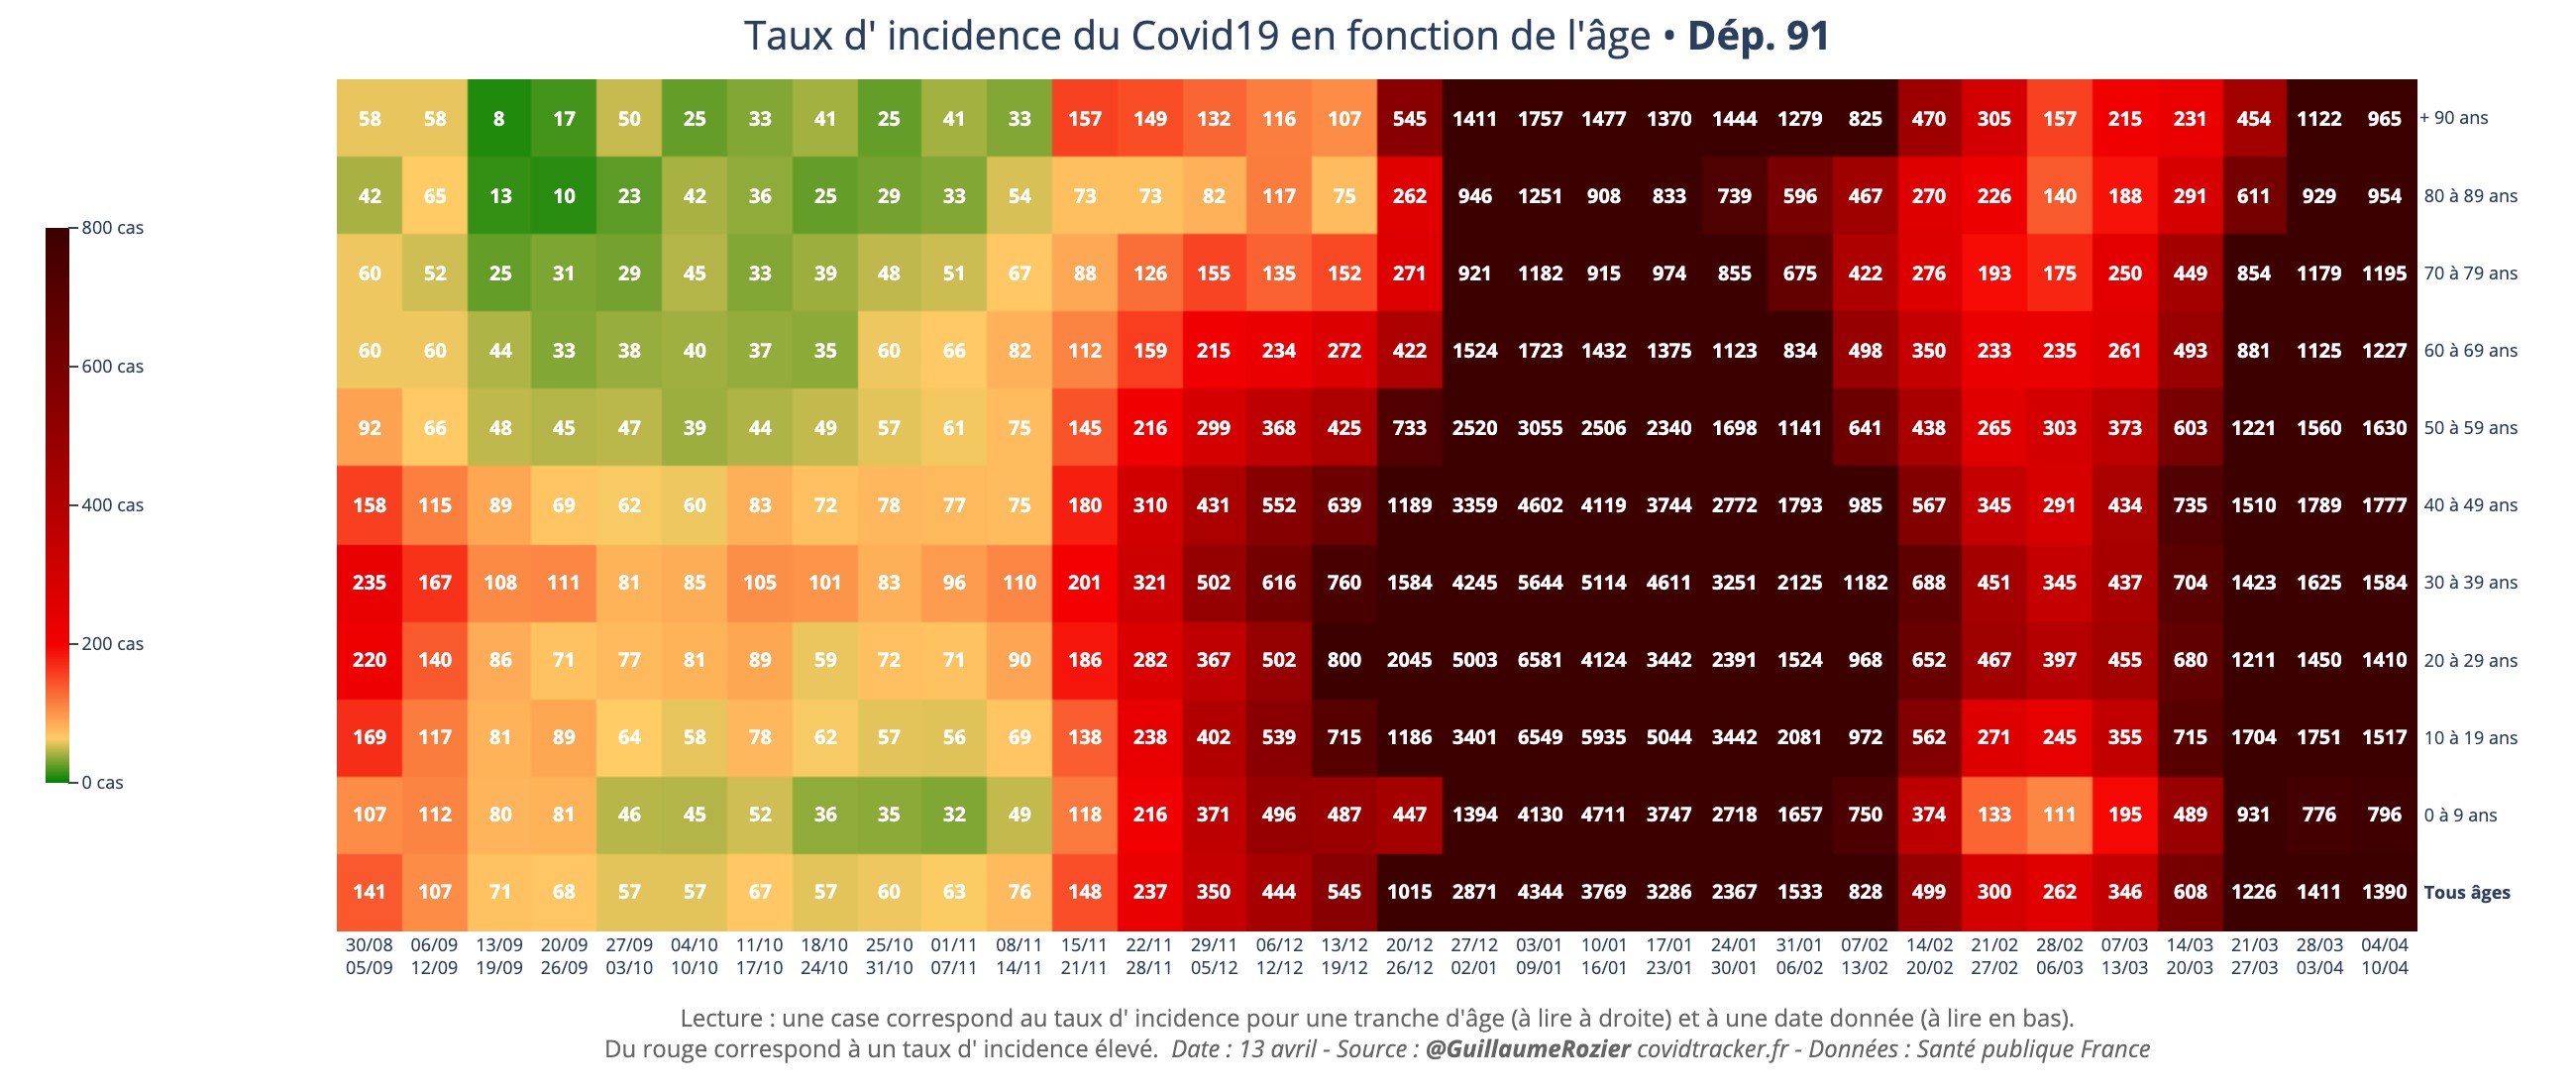 Taux d' incidence du Covid19 en fonction de l'âge • Dép. 91
58 58 8 17 50 25 33 41 25 41 33 157 149 132 116 107 545 1411 1757 1477 1370 1444 1279 825 470 305 157 215 231 454 1122 965 + 90 ans
42 65 13 10 23 42 36 25 29 33 54 73 73 82 117 75 262 946 1251 908 833 739 596 467 270 226 140 188 291 611 929 954 80 à 89 ans
800 cas
60 52 25 31 29 45 33 39 48 51 67 88 126 155 135 152 271 921 1182 915 974 855 675 422 276 193 175 250 449 854 1179 1195 70 à 79 ans
60 60 44 33 38 40 37 35 60 66 82 112 159 215 234 272 422 1524 1723 1432 1375 1123 834 498 350 233 235 261 493 881 1125 1227 60 à 69 ans
600 cas
92 66 48 45 47 39 44 49 57 61 75 145 216 299 368 425 733 2520 3055 2506 2340 1698 1141 641 438 265 303 373 603 1221 1560 1630 50 à 59 ans
400 cas
158 115 89 69 62 60 83 72 78 77 75 180 310 431 552 639 1189 3359 4602 4119 3744 2772 1793 985 567 345 291 434 735 1510 1789 1777 40 à 49 ans
235 167 108 111 81 85 105 101 83 96 110 201 321 502 616 760 1584 4245 5644 5114 4611 3251 2125 1182 688 451 345 437 704 1423 1625 1584 30 à 39 ans
200 cas
220 140 86 71 77 81 89 59 72 71 90 186 282 367 502 800 2045 5003 6581 4124 3442 2391 1524 968 652 467 397 455 680 1211 1450 1410 20 à 29 ans
169 117 81 89 64 58 78 62 57 56 69 138 238 402 539 715 1186 3401 6549 5935 5044 3442 2081 972 562 271 245 355 715 1704 1751 1517 10 à 19 ans
0 cas
107 112 80 81 46 45 52 36 35 32 49 118 216 371 496 487 447 1394 4130 4711 3747 2718 1657 750 374 133 111 195 489 931 776 796 0 à 9 ans
141 107 71 68 57 57 67 57 60 63 76 148 237 350 444 545 1015 2871 4344 3769 3286 2367 1533 828 499 300 262 346 608 1226 1411 1390 Tous âges
30/08 06/09 13/09 20/09 27/09 04/10 11/10 18/10 25/10 01/11 08/11 15/11 22/11 29/11 06/12 13/12 20/12 27/12 03/01 10/01 17/01 24/01 31/01 07/02 14/02 21/02 28/02 07/03 14/03 21/03 28/03 04/04
05/09 12/09 19/09 26/09 03/10 10/10 17/10 24/10 31/10 07/11 14/11 21/11 28/11 05/12 12/12 19/12 26/12 02/01 09/01 16/01 23/01 30/01 06/02 13/02 20/02 27/02 06/03 13/03 20/03 27/03 03/04 10/04
Lecture : une case correspond au taux d' incidence pour une tranche d'âge (à lire à droite) et à une date donnée (à lire en bas).
Du rouge correspond à un taux d' incidence élevé. Date : 13 avril - Source : @GuillaumeRozier covidtracker.fr - Données : Santé publique France